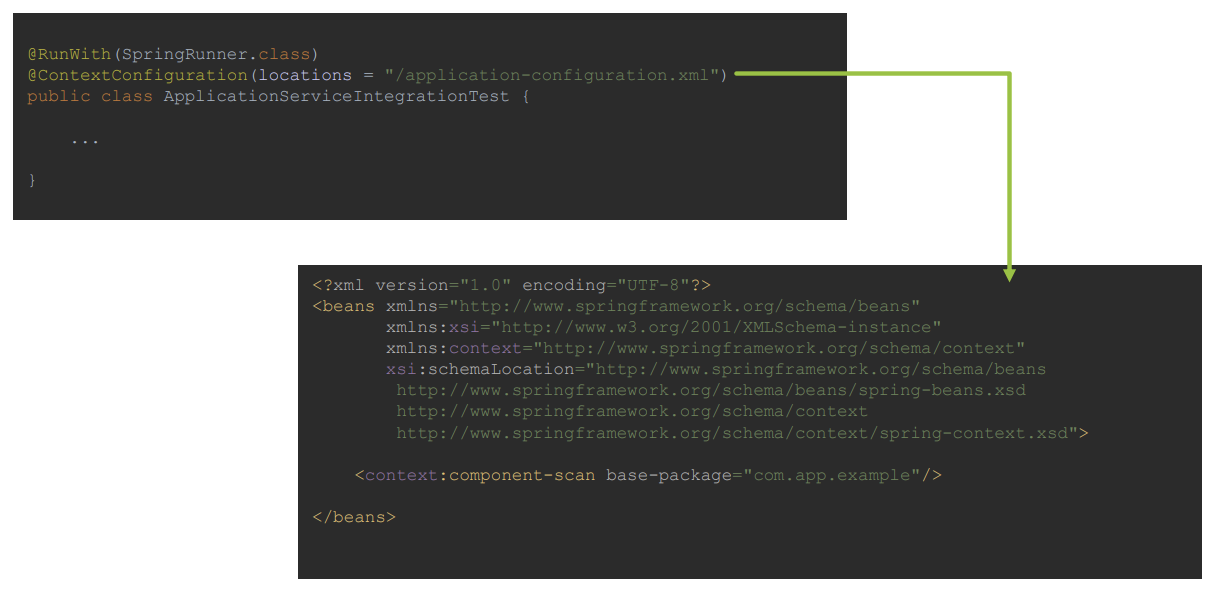 @RunWith(SpringRunner.class)
@ContextConfiguration(locations = "/application-configuration.xml")
public class ApplicationServiceIntegrationTest {
...
}
<?xml version="1.0" encoding="UTF-8"?>
<beans xmlns="http://www.springframework.org/schema/beans"
xmlns:xsi="http://www.w3.org/2001/XMLSchema-instance"
xmlns:context="http://www.springframework.org/schema/context"
xsi:schemaLocation="http://www.springframework.org/schema/beans
http://www.springframework.org/schema/beans/spring-beans.xsd
http://www.springframework.org/schema/context
http://www.springframework.org/schema/context/spring-context.xsd">
<context:component-scan base-package="com.app.example"/>
</beans>